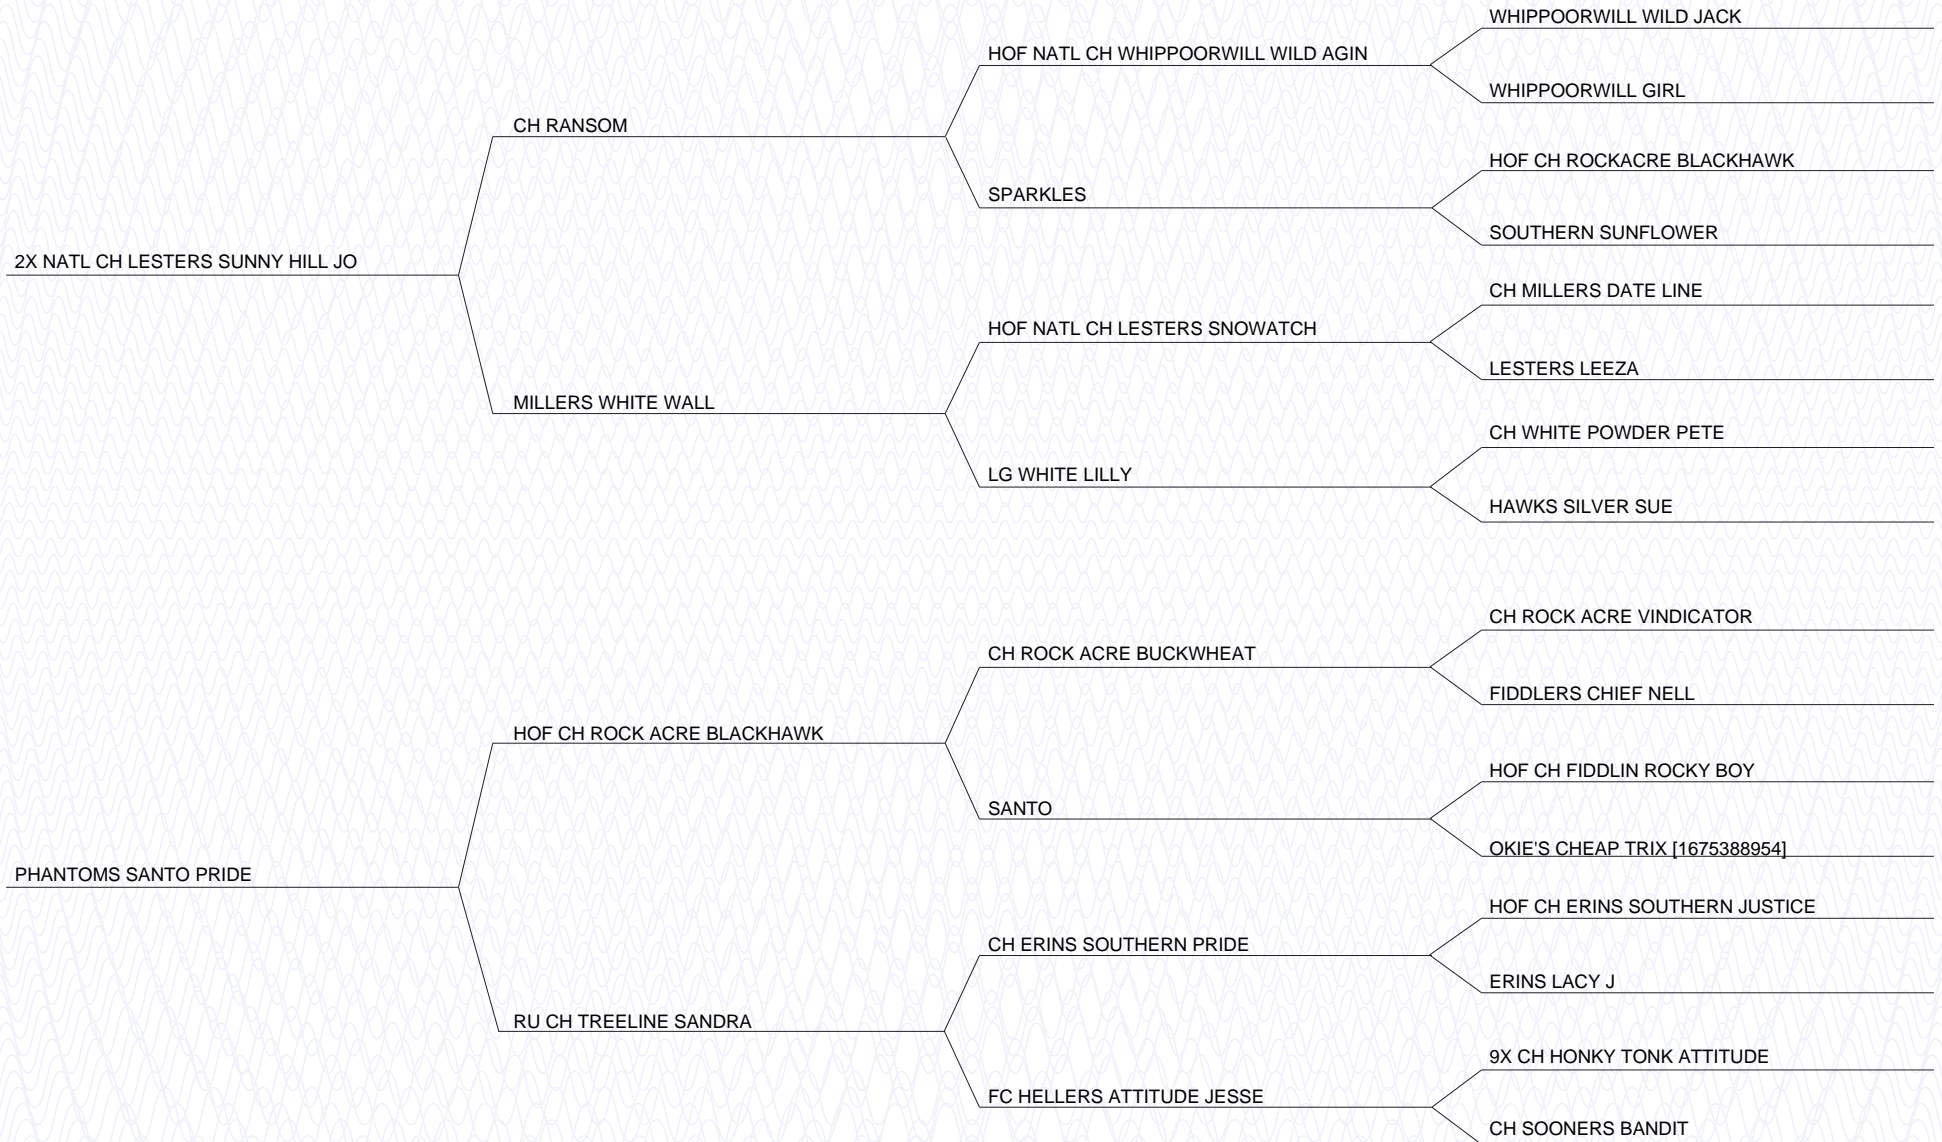 WHIPPOORWILL WILD JACK
HOF NATL CH WHIPPOORWILL WILD AGIN
WHIPPOORWILL GIRL
CH RANSOM
HOF CH ROCKACRE BLACKHAWK
SPARKLES
SOUTHERN SUNFLOWER
2X NATL CH LESTERS SUNNY HILL JO
CH MILLERS DATE LINE
HOF NATL CH LESTERS SNOWATCH
LESTERS LEEZA
MILLERS WHITE WALL
CH WHITE POWDER PETE
LG WHITE LILLY
HAWKS SILVER SUE
CH ROCK ACRE VINDICATOR
CH ROCK ACRE BUCKWHEAT
FIDDLERS CHIEF NELL
HOF CH ROCK ACRE BLACKHAWK
HOF CH FIDDLIN ROCKY BOY
SANTO
OKIE'S CHEAP TRIX [1675388954]
PHANTOMS SANTO PRIDE
HOF CH ERINS SOUTHERN JUSTICE
CH ERINS SOUTHERN PRIDE
ERINS LACY J
RU CH TREELINE SANDRA
9X CH HONKY TONK ATTITUDE
FC HELLERS ATTITUDE JESSE
CH SOONERS BANDIT